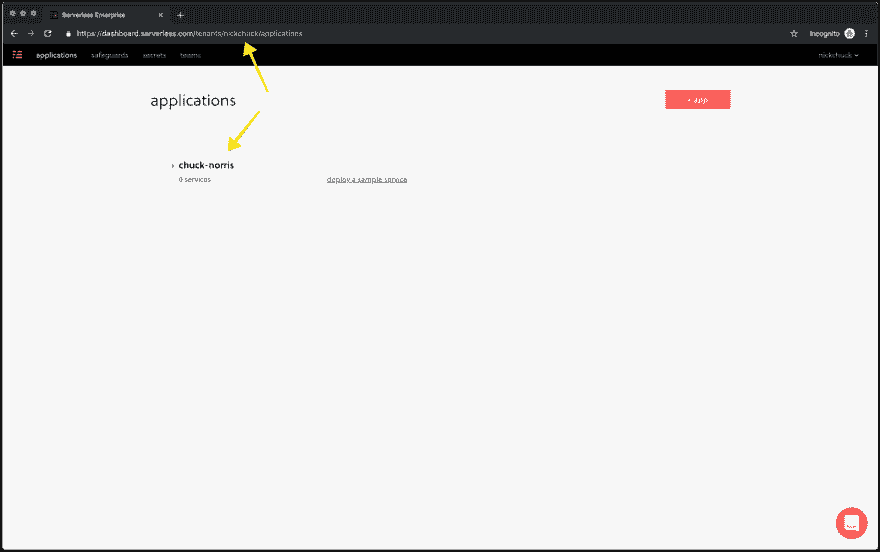 Serverless Enterprise
https://dashboard.serverless.com/tenants/nickchuck/applications
Incognito
applications safeguards secrets teams
nickchuck
applications
+ app
chuck-norris
0 services
deploy a sample service